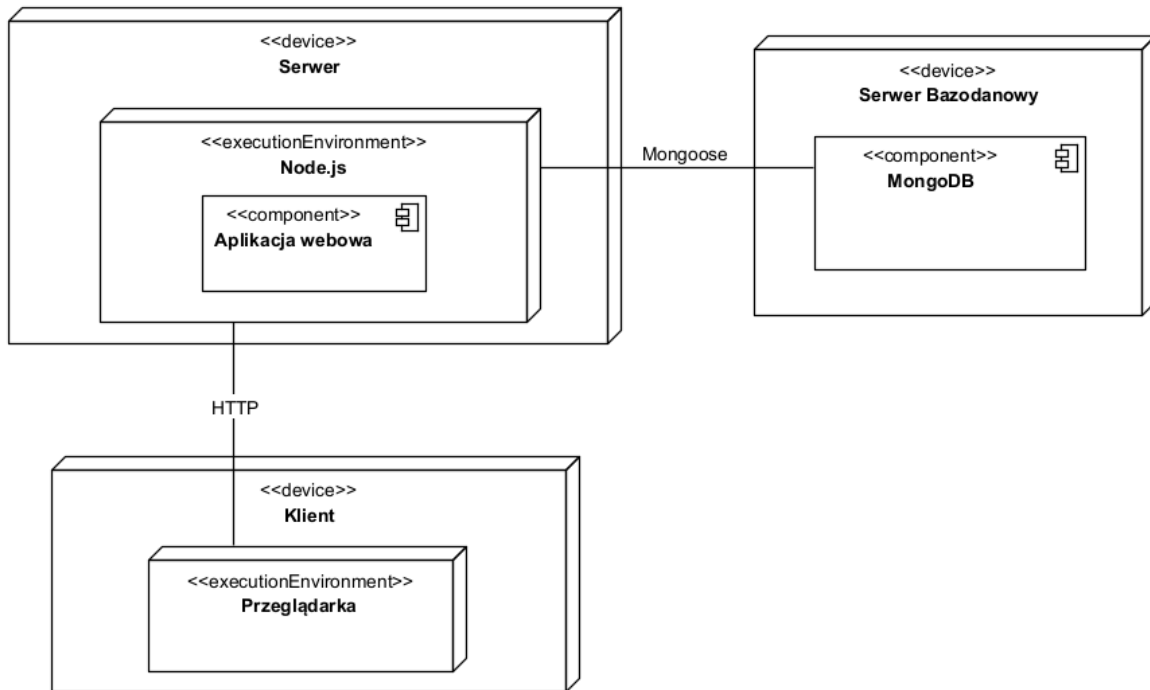 <<device>>
Serwer
<<executionEnvironment>>
Node.js
<<component>>
Aplikacja webowa
Mongoose
<<device>>
Serwer Bazodanowy
<<component>>
MongoDB
HTTP
<<device>>
Klient
<<executionEnvironment>>
Przeglądarka